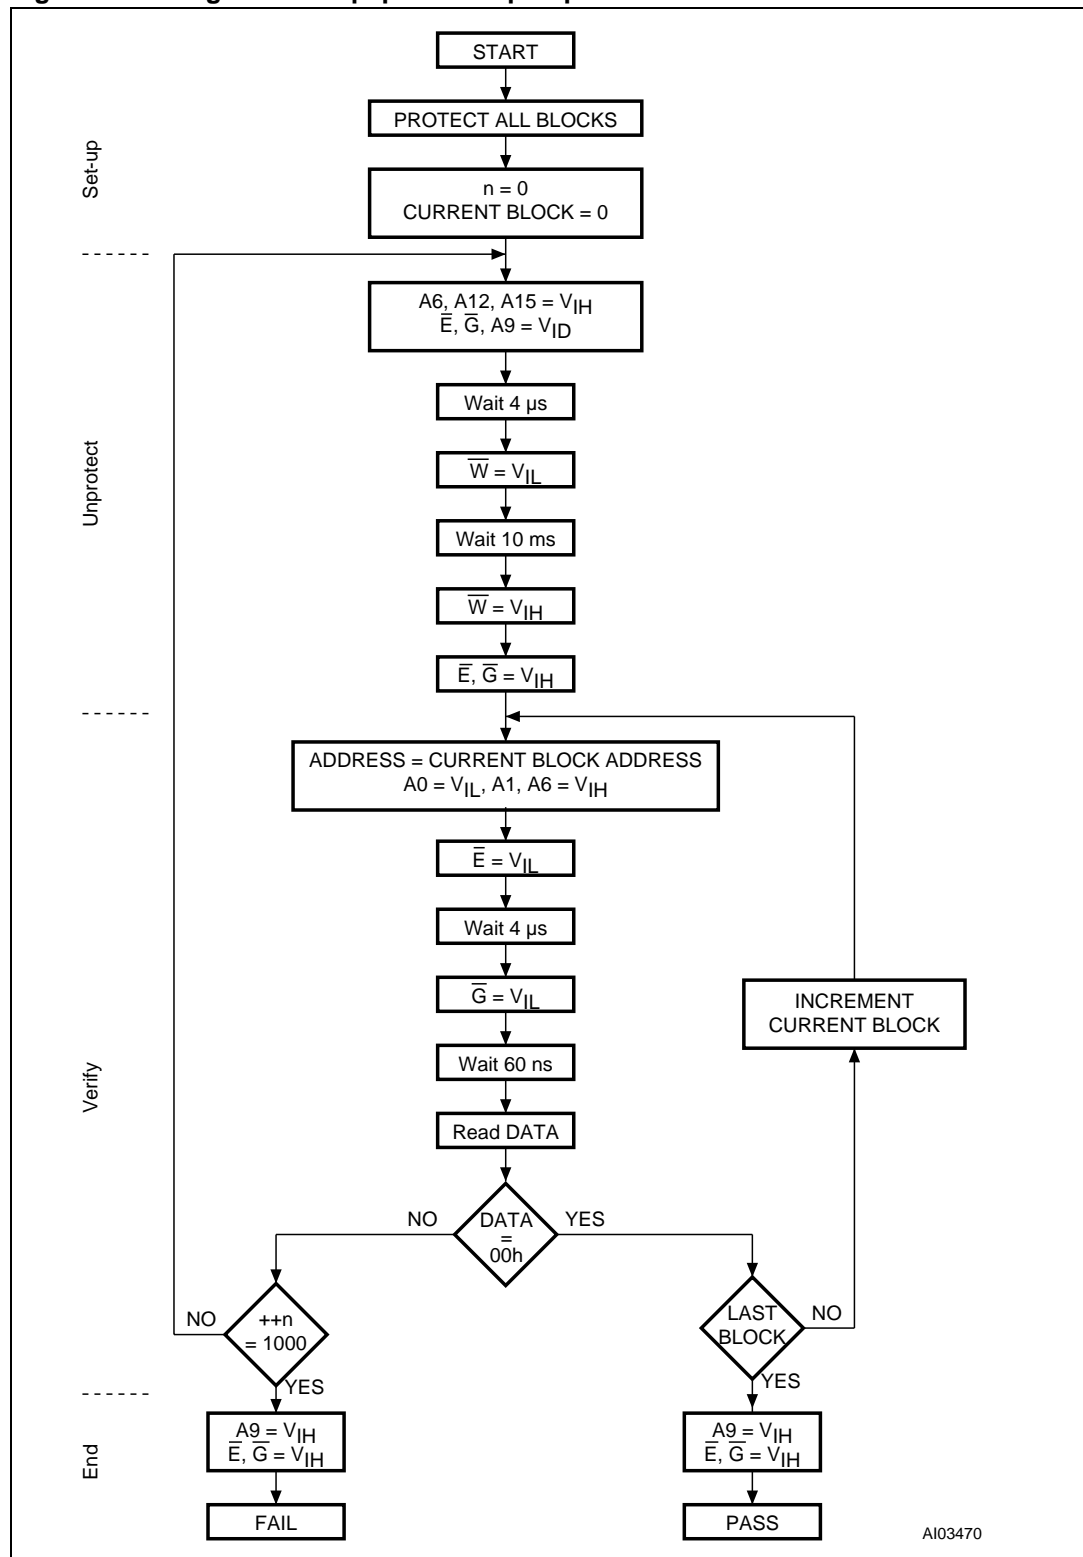 START
PROTECT ALL BLOCKS
Set-up
n = 0
CURRENT BLOCK = 0
A6, A12, A15 = VIH
E̅, G̅, A9 = VID
Wait 4 µs
Unprotect
W̅ = VIL
Wait 10 ms
W̅ = VIH
E̅, G̅ = VIH
ADDRESS = CURRENT BLOCK ADDRESS
A0 = VIL, A1, A6 = VIH
E̅ = VIL
Wait 4 µs
G̅ = VIL
INCREMENT
CURRENT BLOCK
Wait 60 ns
Verify
Read DATA
NO
DATA
=
00h
YES
NO
++n
= 1000
YES
LAST
BLOCK
NO
YES
End
A9 = VIH
E̅, G̅ = VIH
A9 = VIH
E̅, G̅ = VIH
FAIL
PASS
AI03470